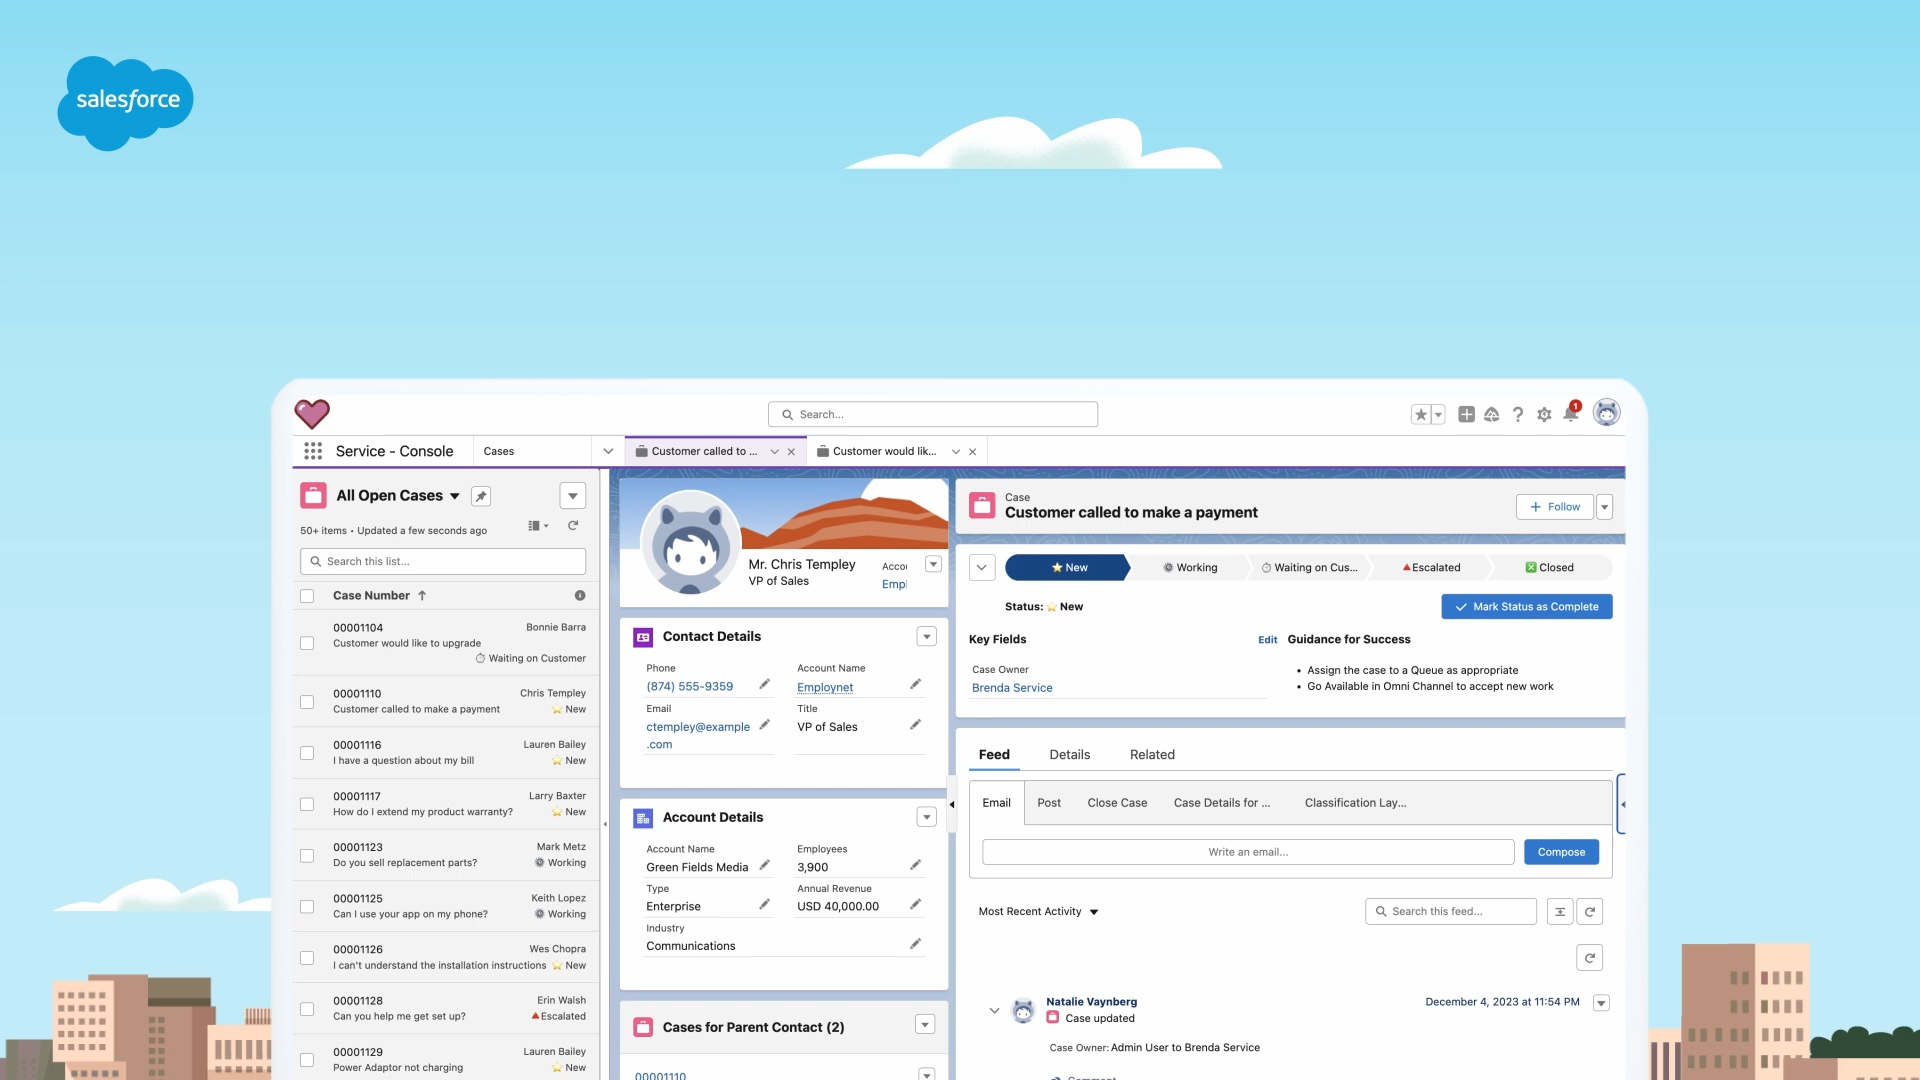 salesforce
Search...
1
Service - Console
Cases
Customer called to ...
Customer would lik...
All Open Cases
50+ items • Updated a few seconds ago
Search this list...
Case Number
00001104
Bonnie Barra
Customer would like to upgrade
Waiting on Customer
00001110
Chris Templey
Customer called to make a payment
New
00001116
Lauren Bailey
I have a question about my bill
New
00001117
Larry Baxter
How do I extend my product warranty?
New
00001123
Mark Metz
Do you sell replacement parts?
Working
00001125
Keith Lopez
Can I use your app on my phone?
Working
00001126
Wes Chopra
I can't understand the installation instructions
New
00001128
Erin Walsh
Can you help me get set up?
Escalated
00001129
Lauren Bailey
Power Adaptor not charging
New
Mr. Chris Templey
VP of Sales
Accou
Empl
Contact Details
Phone
(874) 555-9359
Account Name
Employnet
Email
ctempley@example
.com
Title
VP of Sales
Account Details
Account Name
Green Fields Media
Employees
3,900
Type
Enterprise
Annual Revenue
USD 40,000.00
Industry
Communications
Cases for Parent Contact (2)
00001110
Case
Customer called to make a payment
Follow
New
Working
Waiting on Cus...
Escalated
Closed
Status: New
Mark Status as Complete
Key Fields
Edit
Case Owner
Brenda Service
Guidance for Success
• Assign the case to a Queue as appropriate
• Go Available in Omni Channel to accept new work
Feed
Details
Related
Email
Post
Close Case
Case Details for ...
Classification Lay...
Write an email...
Compose
Most Recent Activity
Search this feed...
Natalie Vaynberg
Case updated
December 4, 2023 at 11:54 PM
Case Owner: Admin User to Brenda Service
Comment